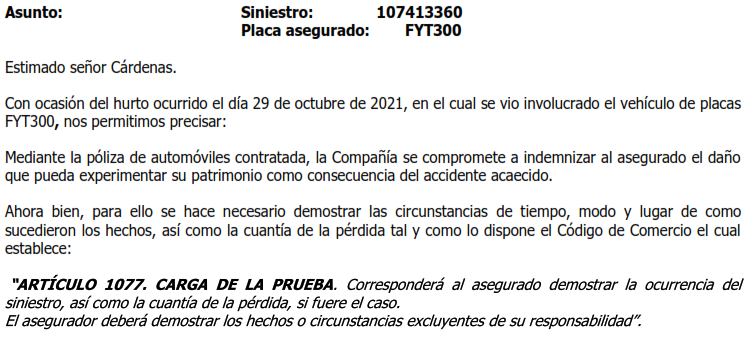 Asunto: Siniestro: 107413360
Placa asegurado: FYT300
Estimado señor Cárdenas.
Con ocasión del hurto ocurrido el día 29 de octubre de 2021, en el cual se vio involucrado el vehículo de placas
FYT300, nos permitimos precisar:
Mediante la póliza de automóviles contratada, la Compañía se compromete a indemnizar al asegurado el daño
que pueda experimentar su patrimonio como consecuencia del accidente acaecido.
Ahora bien, para ello se hace necesario demostrar las circunstancias de tiempo, modo y lugar de como
sucedieron los hechos, así como la cuantía de la pérdida tal y como lo dispone el Código de Comercio el cual
establece:
“ARTÍCULO 1077. CARGA DE LA PRUEBA. Corresponderá al asegurado demostrar la ocurrencia del
siniestro, así como la cuantía de la pérdida, si fuere el caso.
El asegurador deberá demostrar los hechos o circunstancias excluyentes de su responsabilidad”.